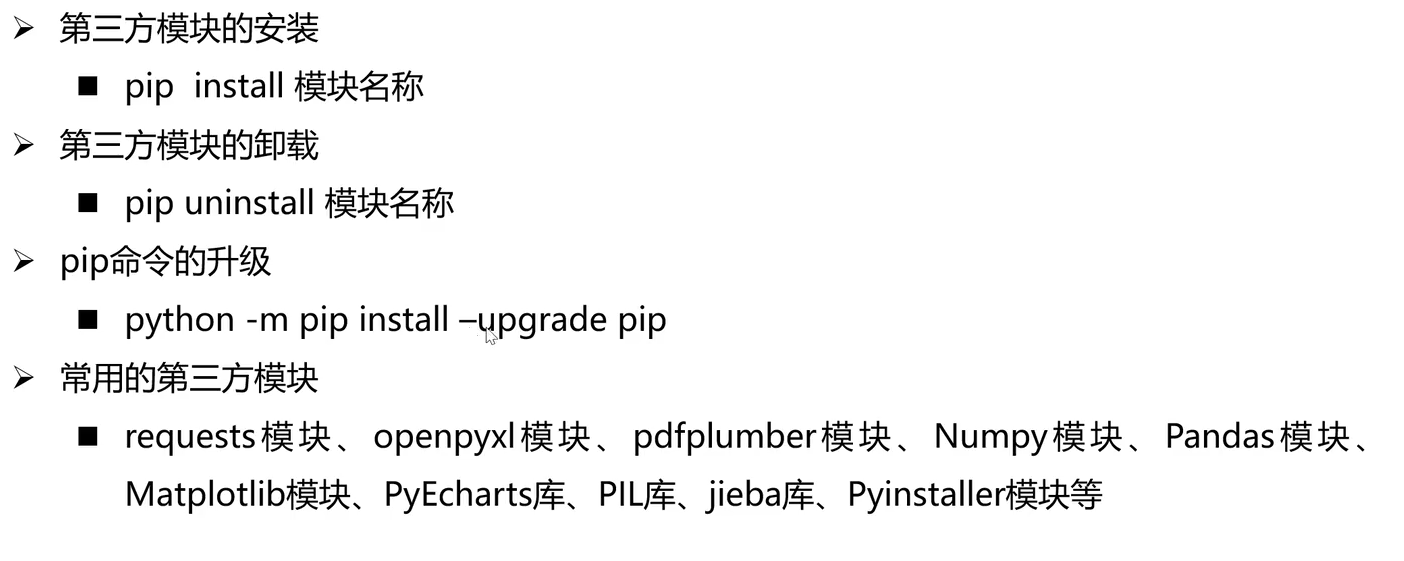 第三方模块的安装
pip install 模块名称
第三方模块的卸载
pip uninstall 模块名称
pip命令的升级
python -m pip install –upgrade pip
常用的第三方模块
requests模块、openpyxl模块、pdfplumber模块、Numpy模块、Pandas模块、
Matplotlib模块、PyEcharts库、PIL库、jieba库、Pyinstaller模块等